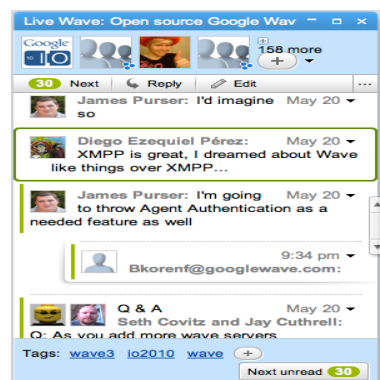 Live Wave: Open source Google Wav
Google
IO
158 more
30 Next Reply Edit
James Purser: I'd imagine May 20
so
Diego Ezequiel Pérez: May 20
XMPP is great, I dreamed about Wave
like things over XMPP...
James Purser: I'm going May 20
to throw Agent Authentication as a
needed feature as well
9:34 pm
Bkorenf@googlewave.com:
Q & A May 20
Seth Covitz and Jay Cuthrell:
Q: As you add more wave servers
Tags: wave3 io2010 wave
Next unread 30